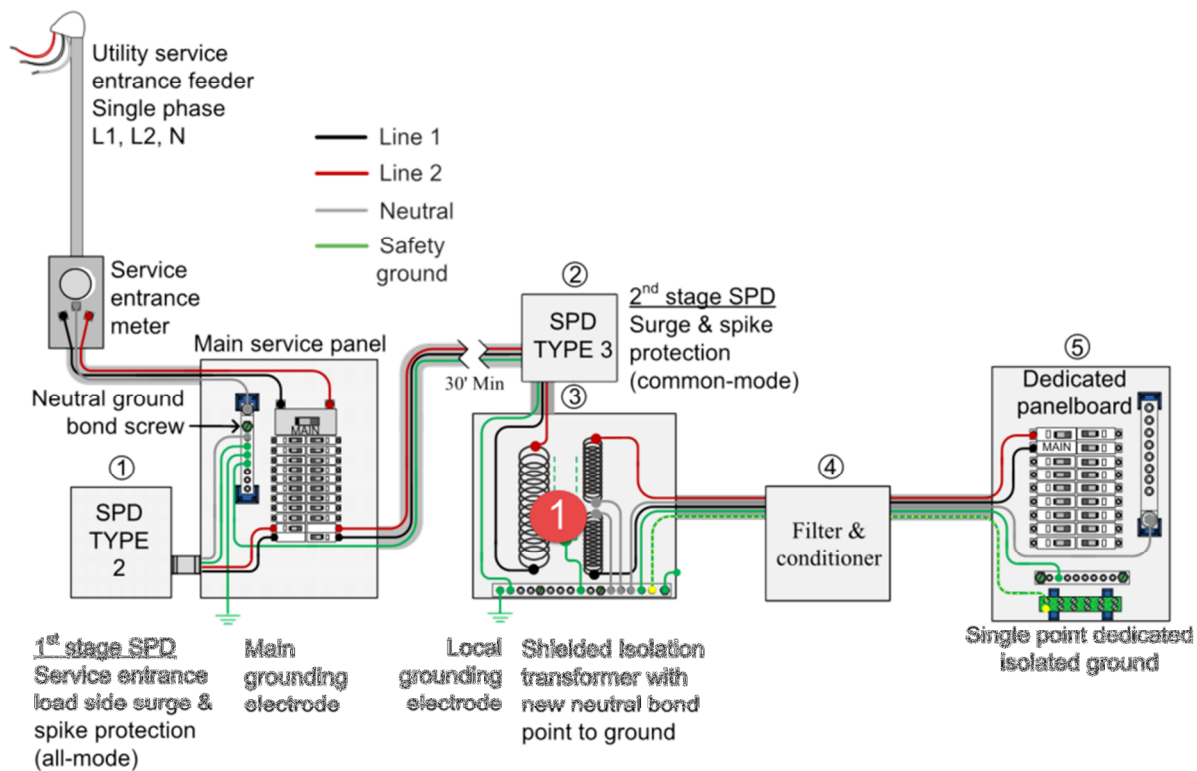 Utility service
entrance feeder
Single phase
L1, L2, N
Line 1
Line 2
Neutral
Safety
ground
Service
entrance
meter
Main service panel
Neutral ground
bond screw
MAIN
①
SPD
TYPE
2
1st stage SPD
Service entrance
load side surge &
spike protection
(all-mode)
Main
grounding
electrode
30' Min
②
SPD
TYPE 3
2nd stage SPD
Surge & spike
protection
(common-mode)
③
1
Local
grounding
electrode
Shielded Isolation
transformer with
new neutral bond
point to ground
④
Filter &
conditioner
⑤
Dedicated
panelboard
MAIN
Single point dedicated
isolated ground